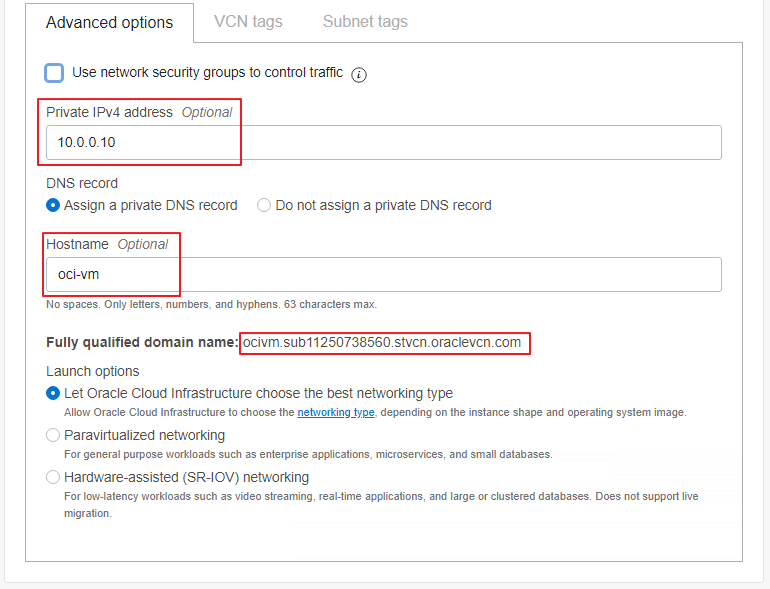 Advanced options VCN tags Subnet tags
Use network security groups to control traffic i
Private IPv4 address Optional
10.0.0.10
DNS record
Assign a private DNS record Do not assign a private DNS record
Hostname Optional
oci-vm
No spaces. Only letters, numbers, and hyphens. 63 characters max.
Fully qualified domain name: ocivm.sub11250738560.stvcn.oraclevcn.com
Launch options
Let Oracle Cloud Infrastructure choose the best networking type
Allow Oracle Cloud Infrastructure to choose the networking type, depending on the instance shape and operating system image.
Paravirtualized networking
For general purpose workloads such as enterprise applications, microservices, and small databases.
Hardware-assisted (SR-IOV) networking
For low-latency workloads such as video streaming, real-time applications, and large or clustered databases. Does not support live
migration.